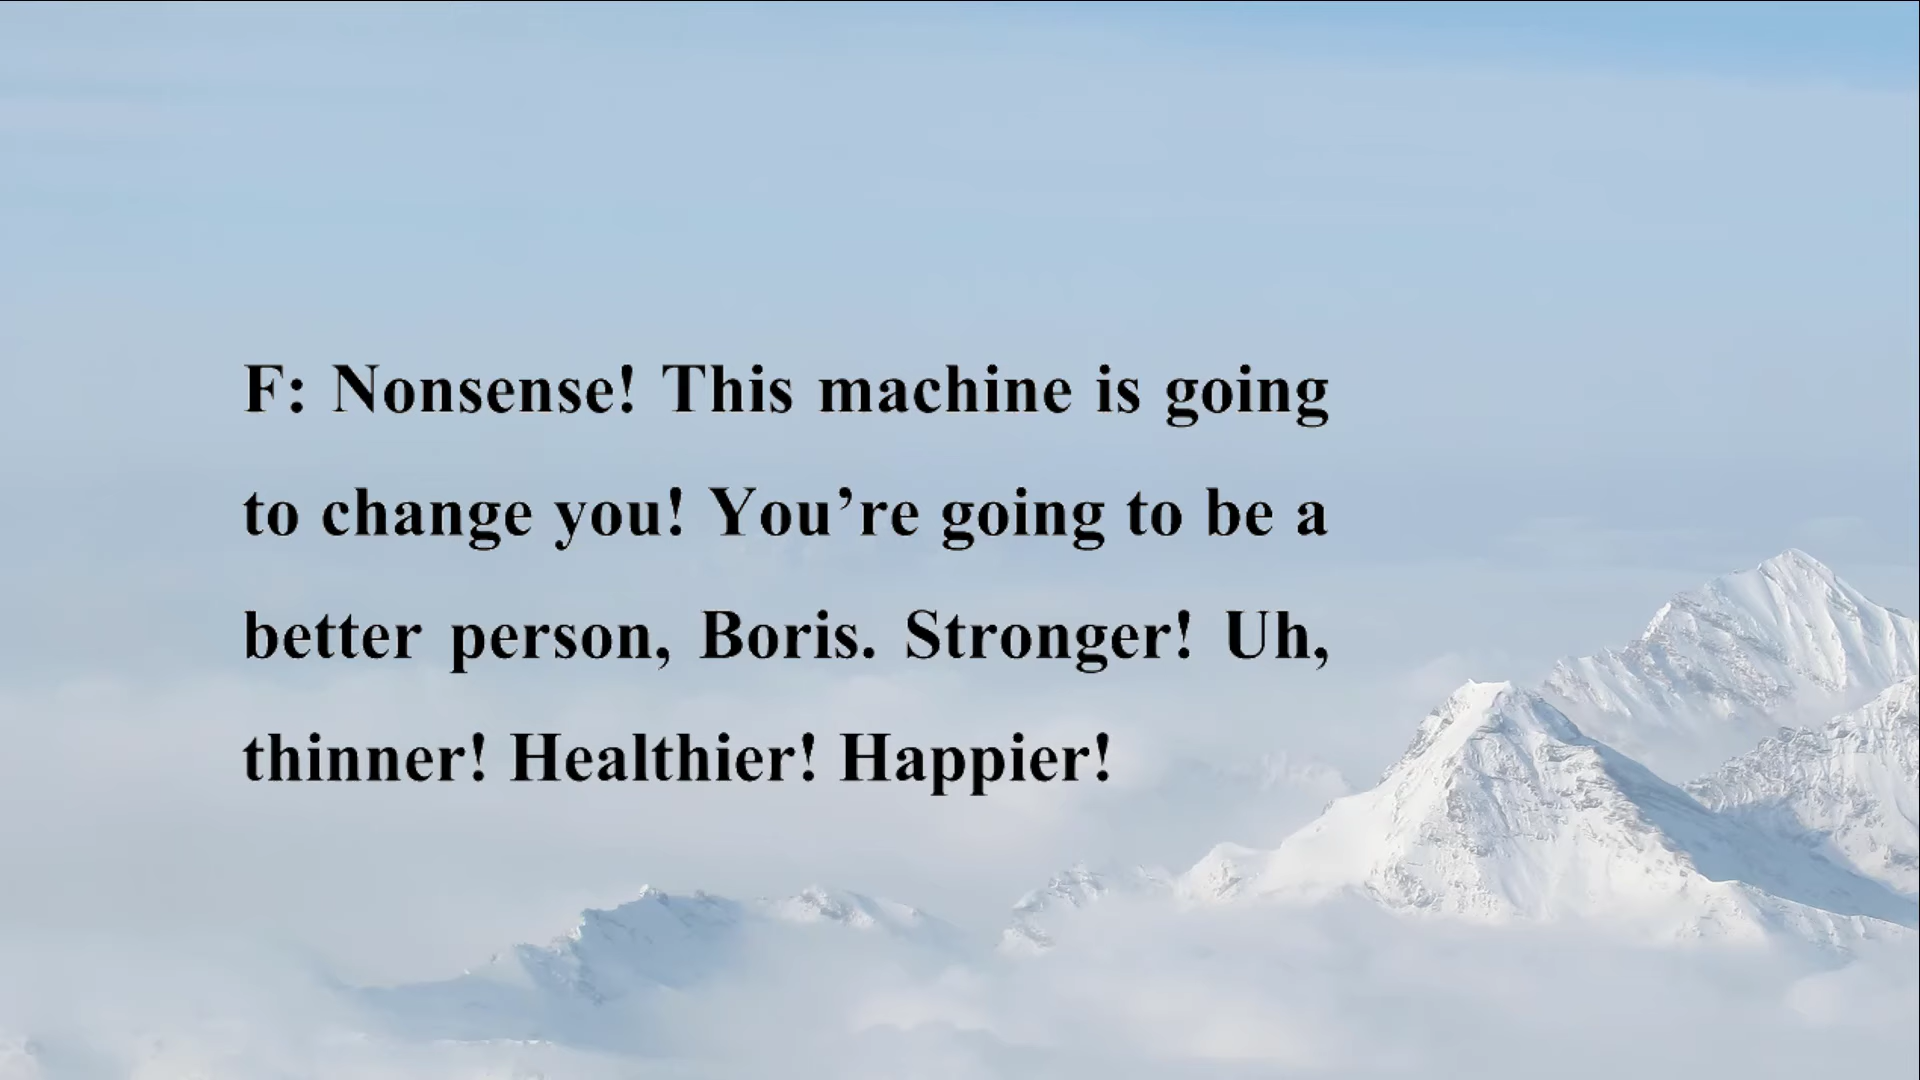 F: Nonsense! This machine is going
to change you! You’re going to be a
better person, Boris. Stronger! Uh,
thinner! Healthier! Happier!